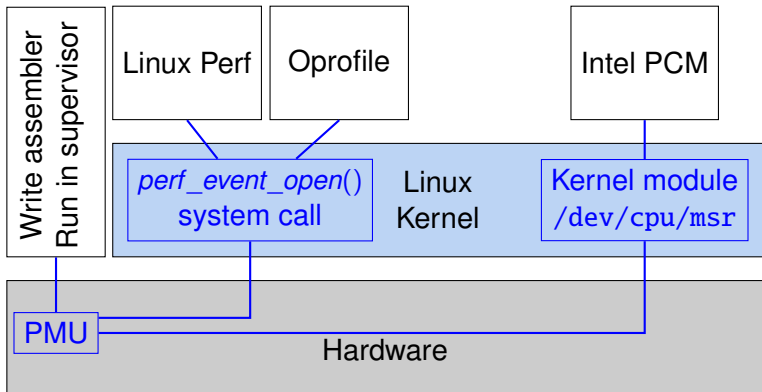 Write assembler
Run in supervisor
Linux Perf
Oprofile
Intel PCM
perf_event_open()
system call
Linux
Kernel
Kernel module
/dev/cpu/msr
PMU
Hardware